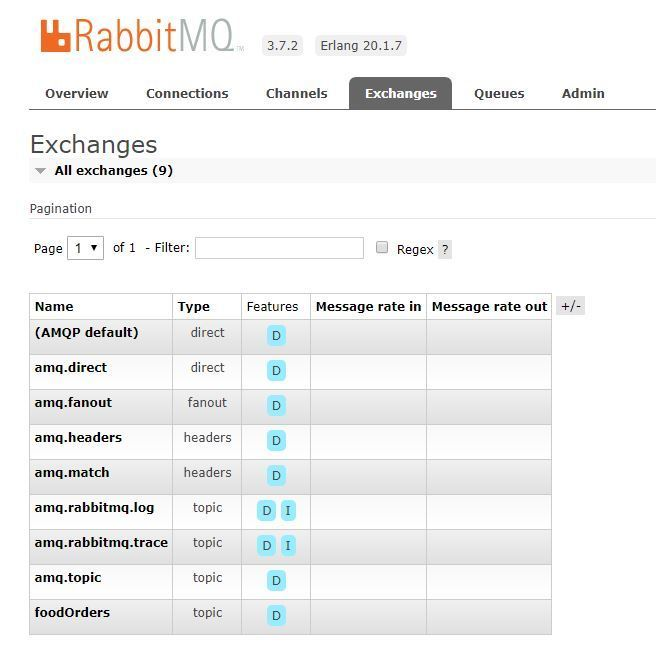 RabbitMQ TM 3.7.2 Erlang 20.1.7
Overview Connections Channels Exchanges Queues Admin
Exchanges
All exchanges (9)
Pagination
Page 1 of 1 - Filter: Regex ?
Name Type Features Message rate in Message rate out +/-
(AMQP default) direct D
amq.direct direct D
amq.fanout fanout D
amq.headers headers D
amq.match headers D
amq.rabbitmq.log topic D I
amq.rabbitmq.trace topic D I
amq.topic topic D
foodOrders topic D